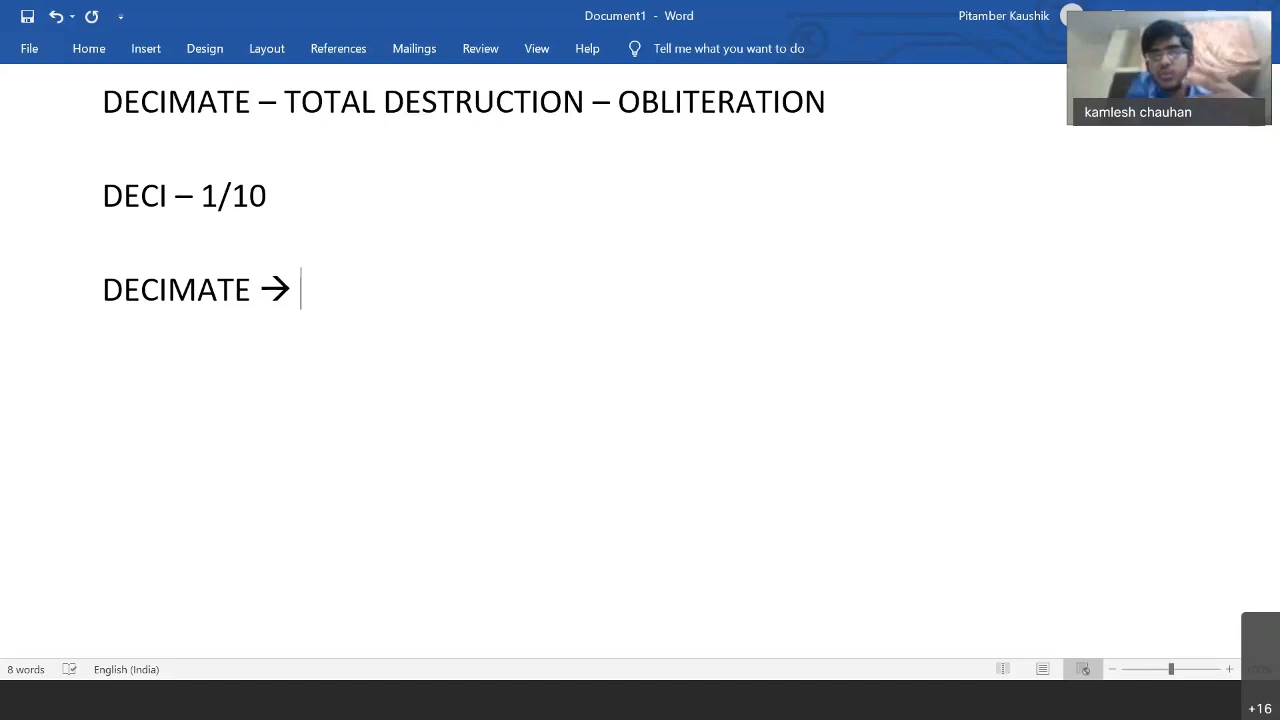 Document1 - Word
Pitamber Kaushik
File Home Insert Design Layout References Mailings Review View Help Tell me what you want to do
kamlesh chauhan
DECIMATE – TOTAL DESTRUCTION – OBLITERATION
DECI – 1/10
DECIMATE →
8 words English (India) 100%
+16